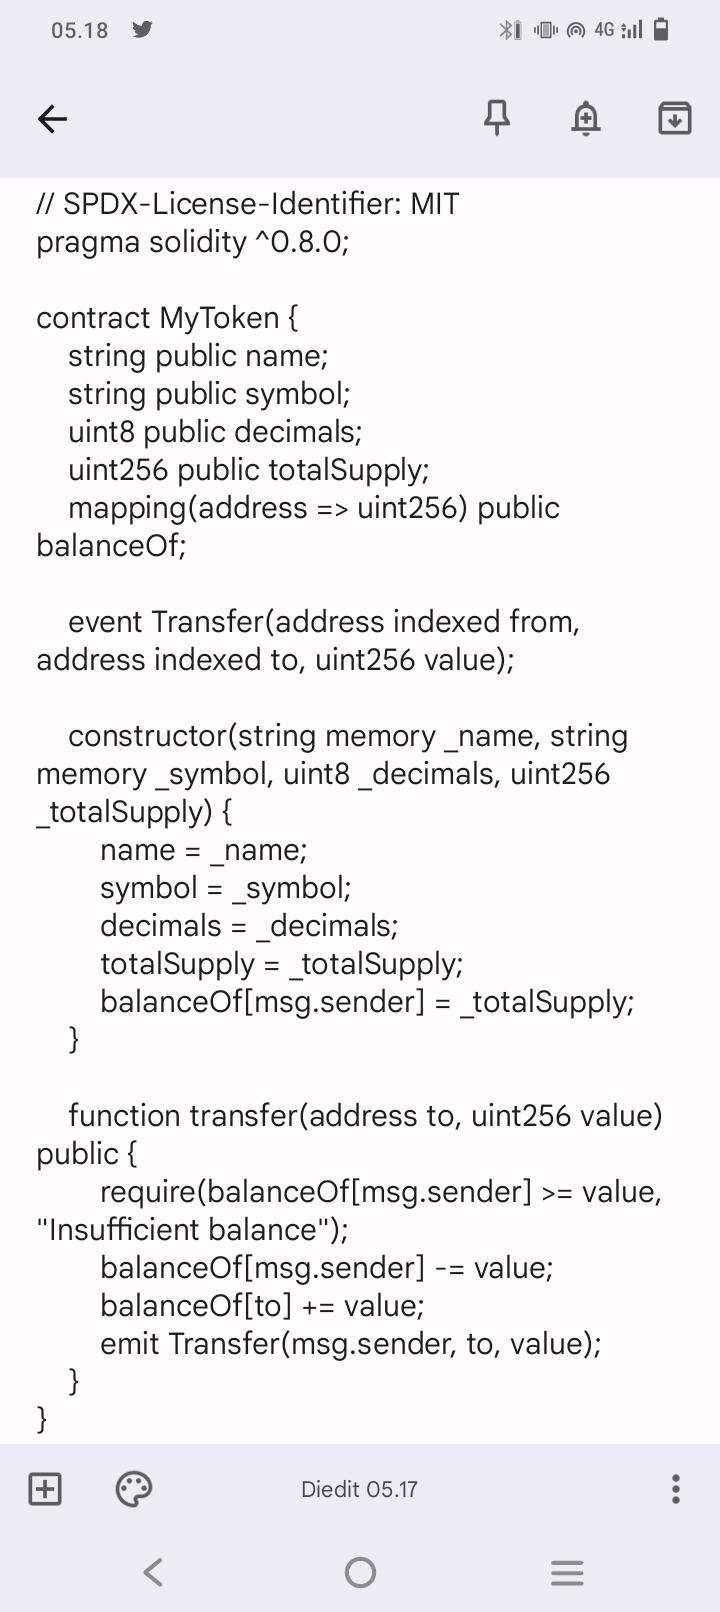 05.18
4G
// SPDX-License-Identifier: MIT
pragma solidity ^0.8.0;
contract MyToken {
string public name;
string public symbol;
uint8 public decimals;
uint256 public totalSupply;
mapping(address => uint256) public
balanceOf;
event Transfer(address indexed from,
address indexed to, uint256 value);
constructor(string memory _name, string
memory _symbol, uint8 _decimals, uint256
_totalSupply) {
name = _name;
symbol = _symbol;
decimals = _decimals;
totalSupply = _totalSupply;
balanceOf[msg.sender] = _totalSupply;
}
function transfer(address to, uint256 value)
public {
require(balanceOf[msg.sender] >= value,
"Insufficient balance");
balanceOf[msg.sender] -= value;
balanceOf[to] += value;
emit Transfer(msg.sender, to, value);
}
}
Diedit 05.17